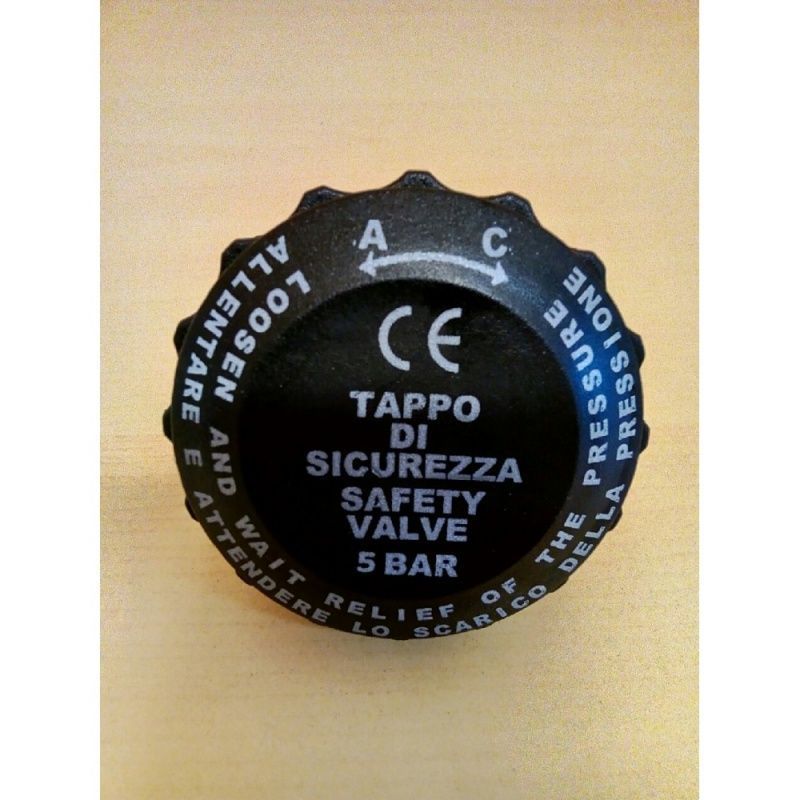 A C
CE
TAPPO
DI
SICUREZZA
SAFETY
VALVE
5 BAR
LOOSEN AND WAIT RELIEF OF THE PRESSURE
ALLENTARE E ATTENDERE LO SCARICO DELLA PRESSIONE